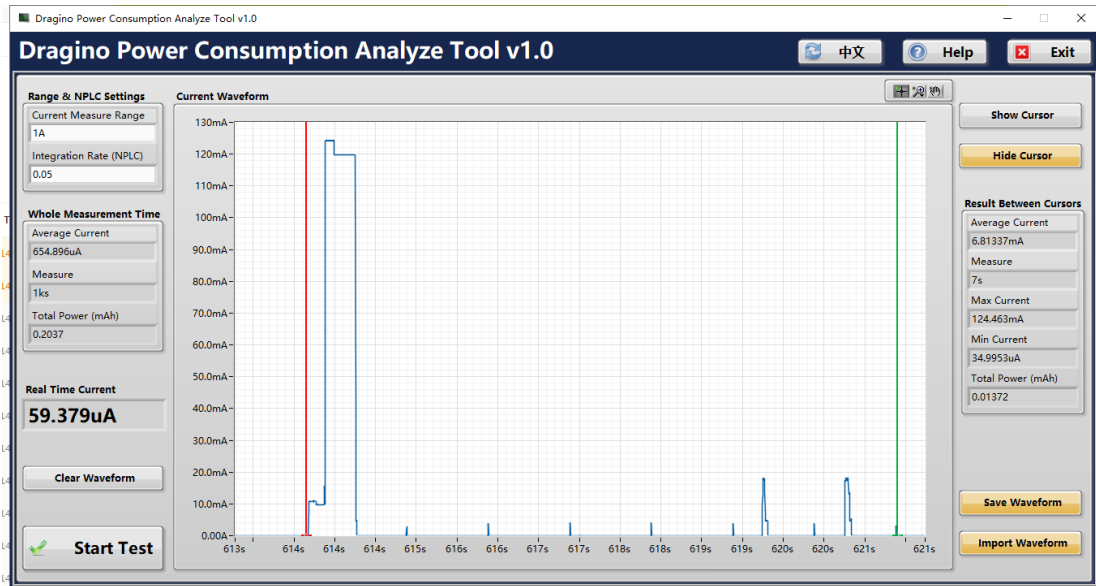 Dragino Power Consumption Analyze Tool v1.0
Dragino Power Consumption Analyze Tool v1.0
中文
Help
Exit
Range & NPLC Settings
Current Measure Range
1A
Integration Rate (NPLC)
0.05
Whole Measurement Time
Average Current
654.896uA
Measure
1ks
Total Power (mAh)
0.2037
Real Time Current
59.379uA
Clear Waveform
Start Test
Current Waveform
130mA
120mA
110mA
100mA
90.0mA
80.0mA
70.0mA
60.0mA
50.0mA
40.0mA
30.0mA
20.0mA
10.0mA
0.00A
613s 614s 614s 614s 615s 616s 616s 617s 617s 618s 618s 619s 619s 620s 620s 621s 621s
Show Cursor
Hide Cursor
Result Between Cursors
Average Current
6.81337mA
Measure
7s
Max Current
124.463mA
Min Current
34.9953uA
Total Power (mAh)
0.01372
Save Waveform
Import Waveform